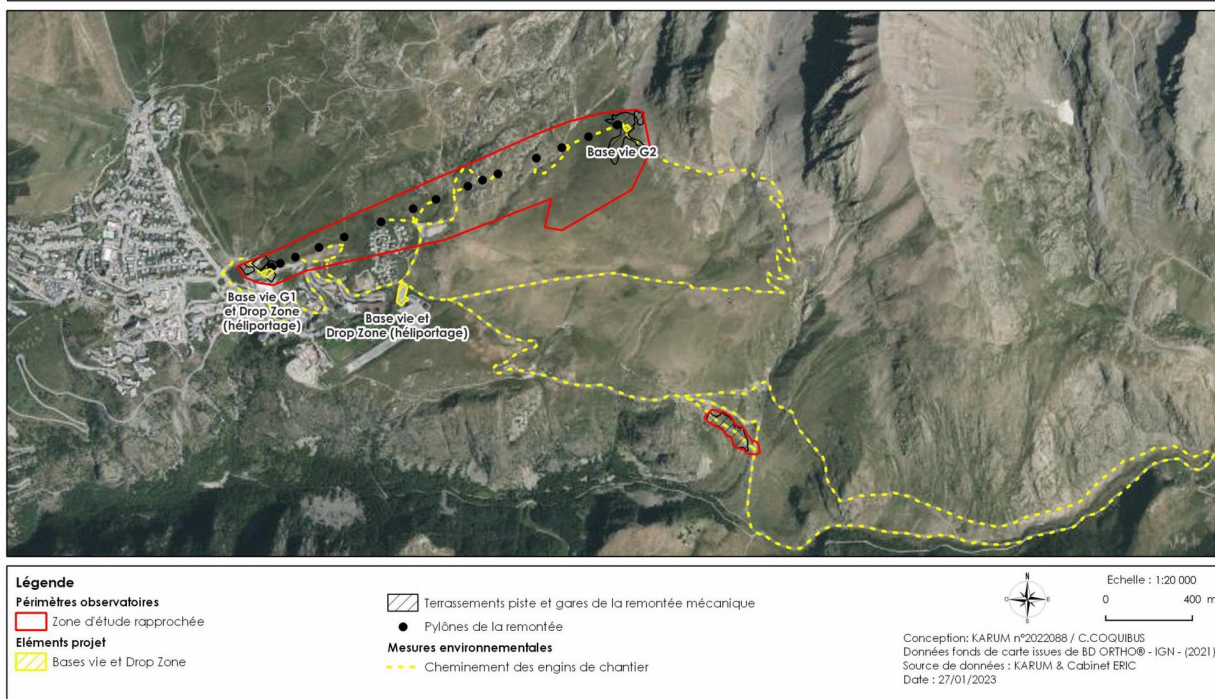 Base vie G2
Base vie G1
et Drop Zone
(héliportage)
Base vie et
Drop Zone (héliportage)
Légende
Périmètres observatoires
Zone d'étude rapprochée
Eléments projet
Bases vie et Drop Zone
Terrassements piste et gares de la remontée mécanique
Pylônes de la remontée
Mesures environnementales
Cheminement des engins de chantier
N
O
E
S
Echelle : 1:20 000
0 400 m
Conception: KARUM n°2022088 / C.COQUIBUS
Données fonds de carte issues de BD ORTHO® - IGN - (2021)
Source de données : KARUM & Cabinet ERIC
Date : 27/01/2023